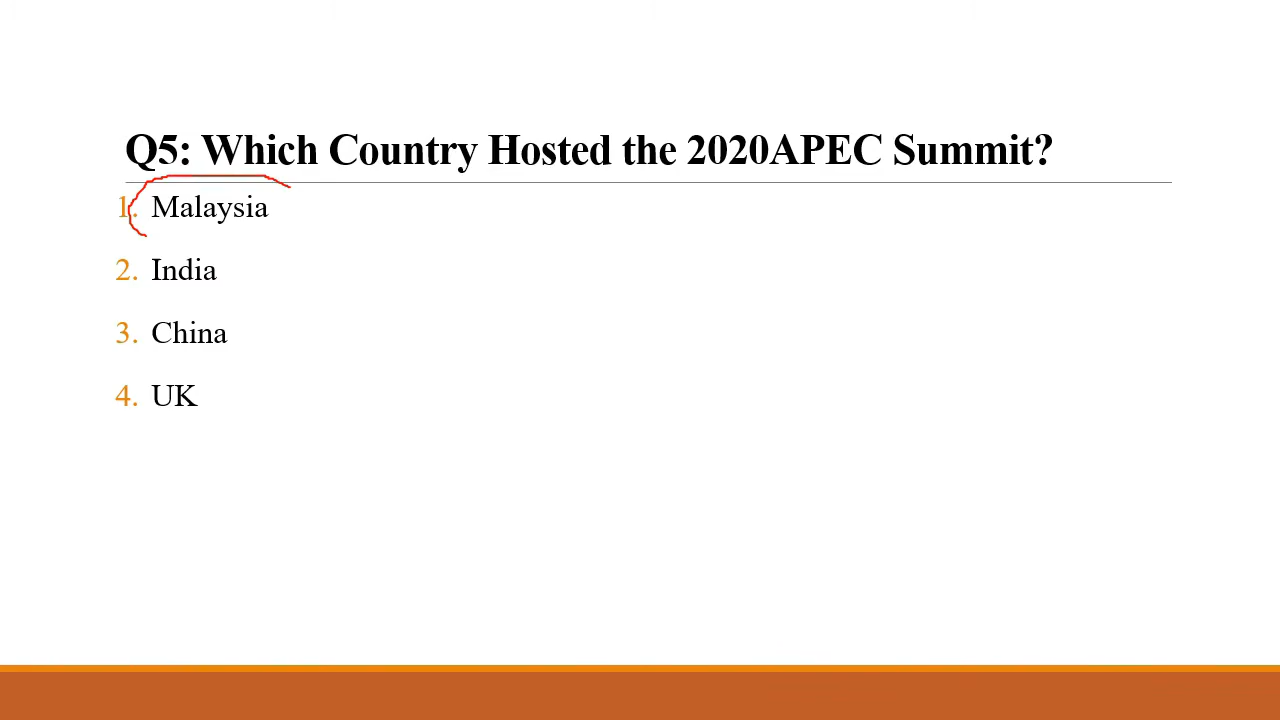 Q5: Which Country Hosted the 2020APEC Summit?
1. Malaysia
2. India
3. China
4. UK